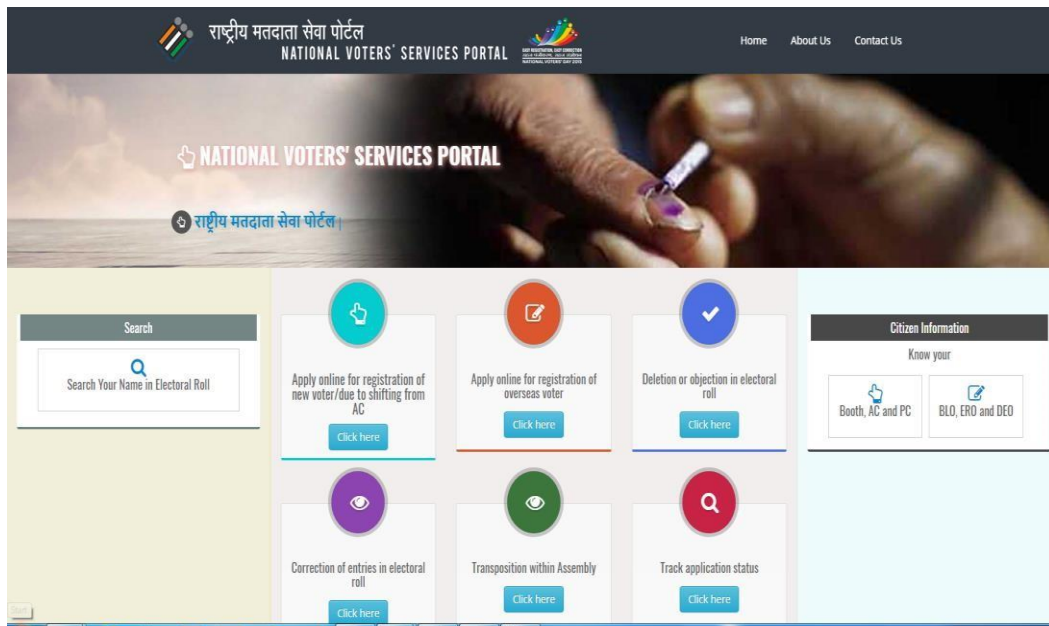 राष्ट्रीय मतदाता सेवा पोर्टल
NATIONAL VOTERS' SERVICES PORTAL
Home About Us Contact Us
NATIONAL VOTERS' SERVICES PORTAL
राष्ट्रीय मतदाता सेवा पोर्टल
Search
Search Your Name in Electoral Roll
Apply online for registration of
new voter/due to shifting from
AC
Click here
Apply online for registration of
overseas voter
Click here
Deletion or objection in electoral
roll
Click here
Citizen Information
Know your
Booth, AC and PC
BLO, ERO and DEO
Correction of entries in electoral
roll
Click here
Transposition within Assembly
Click here
Track application status
Click here
Start